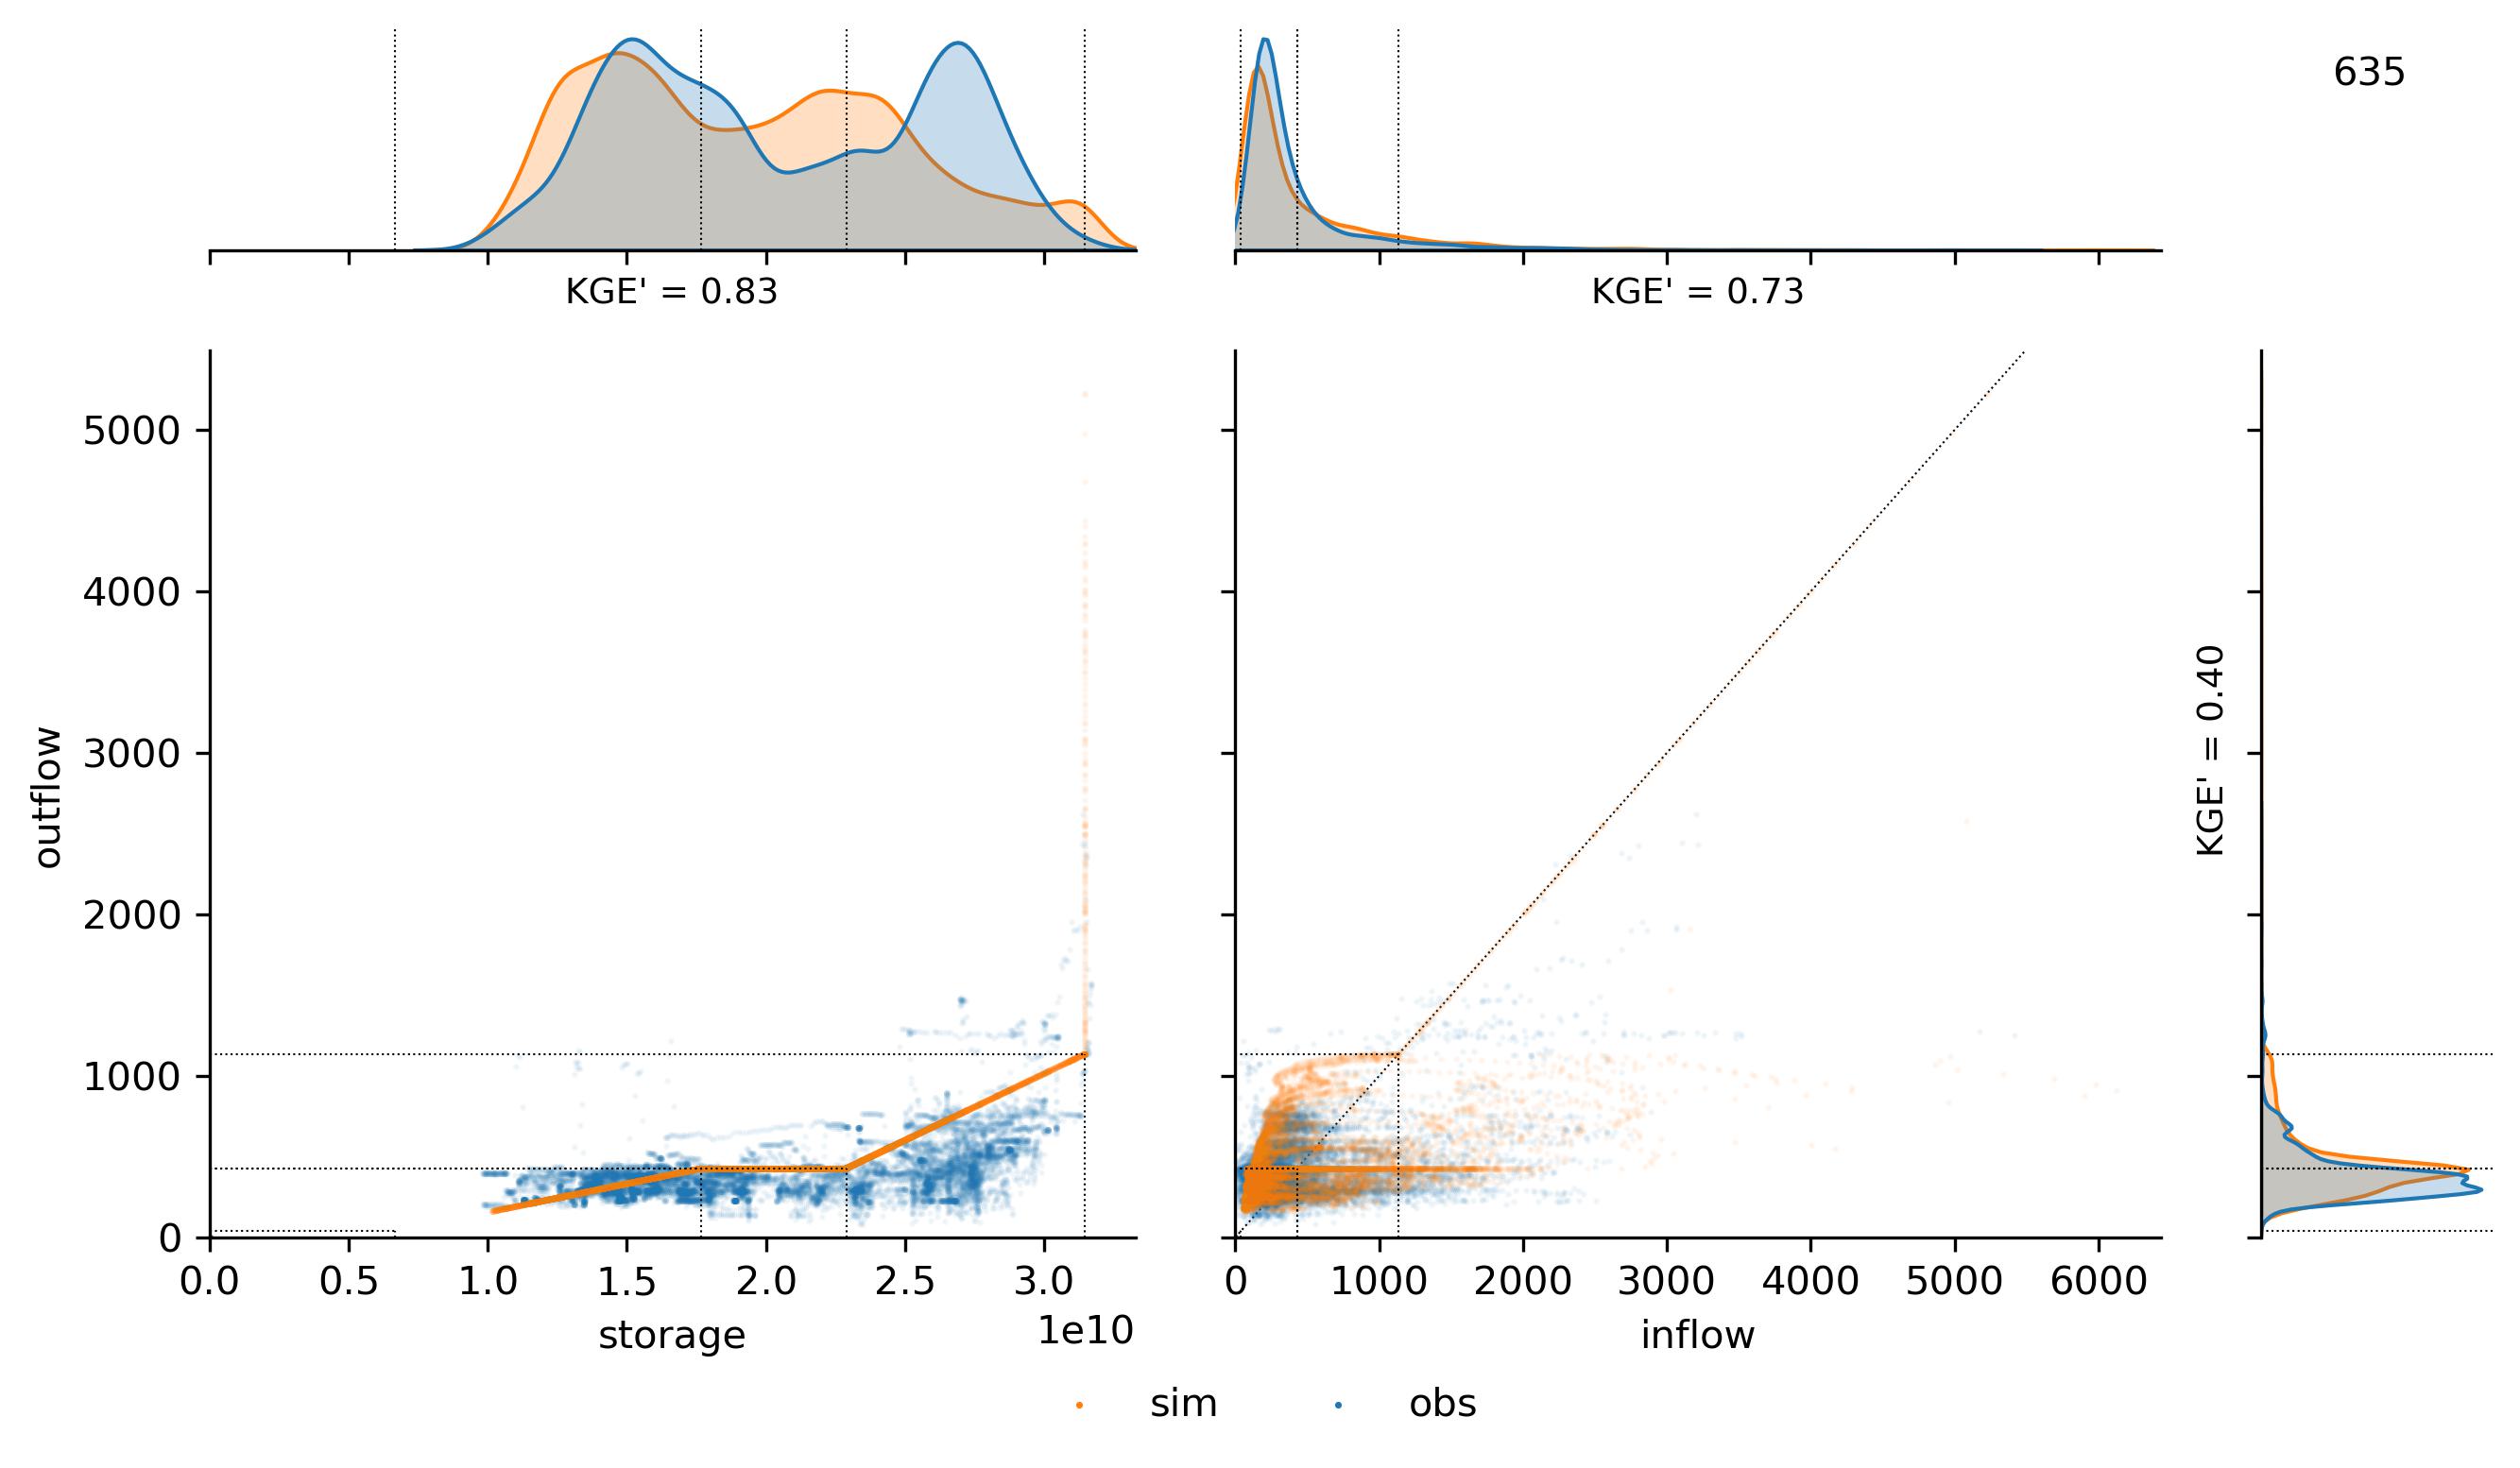 635
KGE' = 0.83
KGE' = 0.73
5000
4000
3000
2000
1000
0
outflow
0.0 0.5 1.0 1.5 2.0 2.5 3.0
1e10
storage
0 1000 2000 3000 4000 5000 6000
inflow
KGE' = 0.40
sim obs